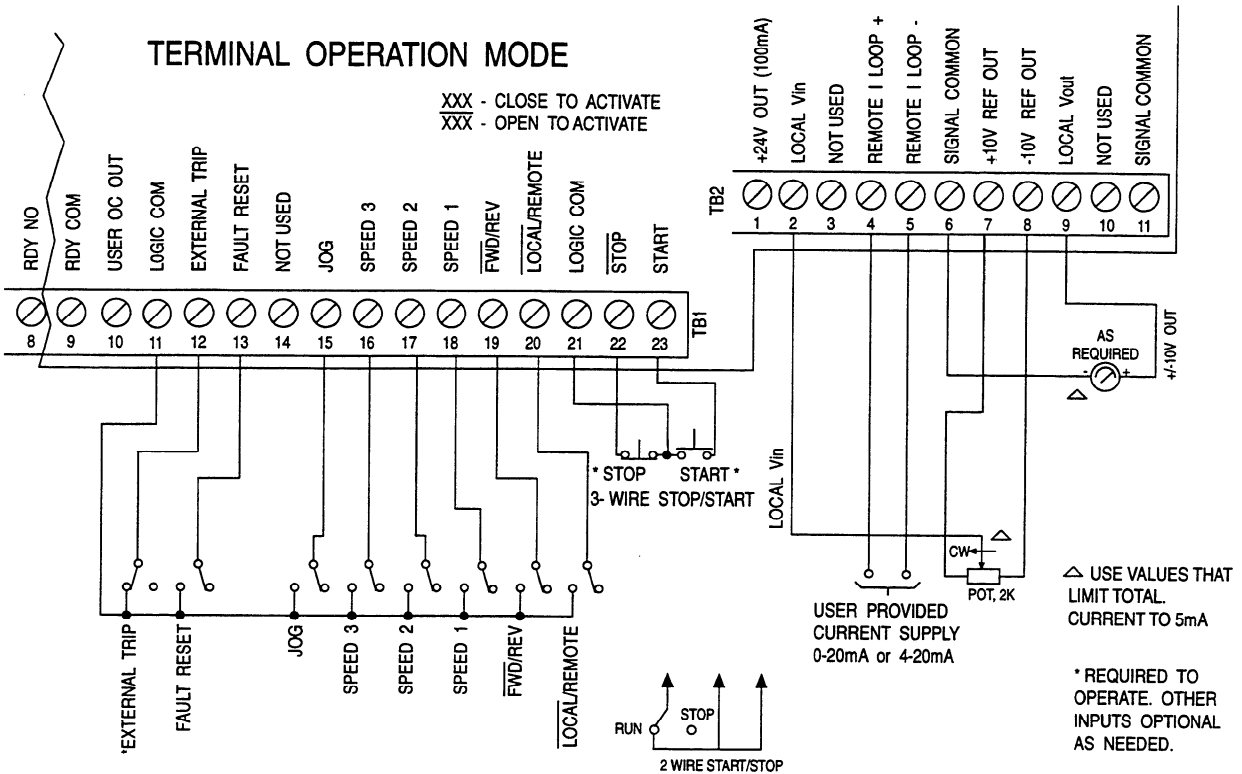 TERMINAL OPERATION MODE
XXX - CLOSE TO ACTIVATE
XXX - OPEN TO ACTIVATE
RDY NO
RDY COM
USER OC OUT
LOGIC COM
EXTERNAL TRIP
FAULT RESET
NOT USED
JOG
SPEED 3
SPEED 2
SPEED 1
FWD/REV
LOCAL/REMOTE
LOGIC COM
STOP
START
8 9 10 11 12 13 14 15 16 17 18 19 20 21 22 23
TB1
+24V OUT (100mA)
LOCAL Vin
NOT USED
REMOTE I LOOP +
REMOTE I LOOP -
SIGNAL COMMON
+10V REF OUT
-10V REF OUT
LOCAL Vout
NOT USED
SIGNAL COMMON
TB2
1 2 3 4 5 6 7 8 9 10 11
AS
REQUIRED
- +
+/-10V OUT
* STOP START *
3- WIRE STOP/START
LOCAL Vin
CW
POT, 2K
USER PROVIDED
CURRENT SUPPLY
0-20mA or 4-20mA
△ USE VALUES THAT
LIMIT TOTAL.
CURRENT TO 5mA
* REQUIRED TO
OPERATE. OTHER
INPUTS OPTIONAL
AS NEEDED.
*EXTERNAL TRIP
FAULT RESET
JOG
SPEED 3
SPEED 2
SPEED 1
FWD/REV
LOCAL/REMOTE
RUN STOP
2 WIRE START/STOP